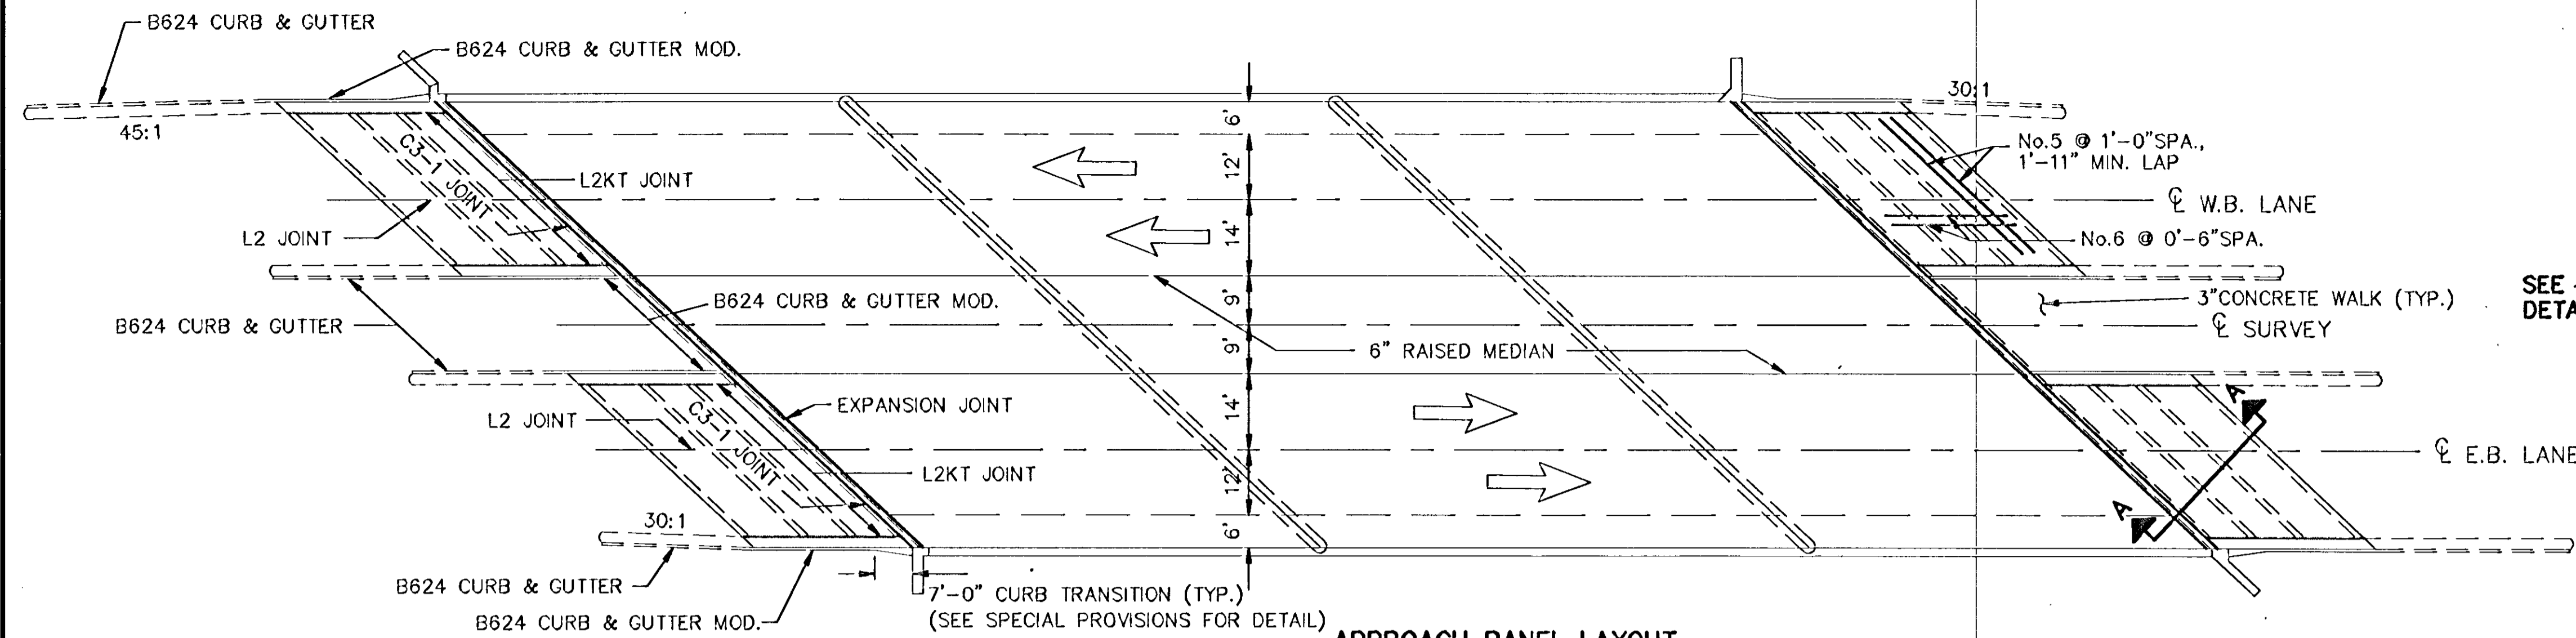 B624 CURB & GUTTER
B624 CURB & GUTTER MOD.
45:1
30:1
6'
12'
14'
9'
9'
14'
12'
6'
C3-1 JOINT
L2KT JOINT
L2 JOINT
No.5 @ 1'-0"SPA.,
1'-11" MIN. LAP
℄ W.B. LANE
No.6 @ 0'-6"SPA.
B624 CURB & GUTTER MOD.
B624 CURB & GUTTER
3"CONCRETE WALK (TYP.)
℄ SURVEY
SEE
6" RAISED MEDIAN
EXPANSION JOINT
L2 JOINT
C3-1 JOINT
L2KT JOINT
A
A
℄ E.B. LANE
30:1
B624 CURB & GUTTER
B624 CURB & GUTTER MOD.
7'-0" CURB TRANSITION (TYP.)
(SEE SPECIAL PROVISIONS FOR DETAIL)
APPROACH PANEL LAYOUT